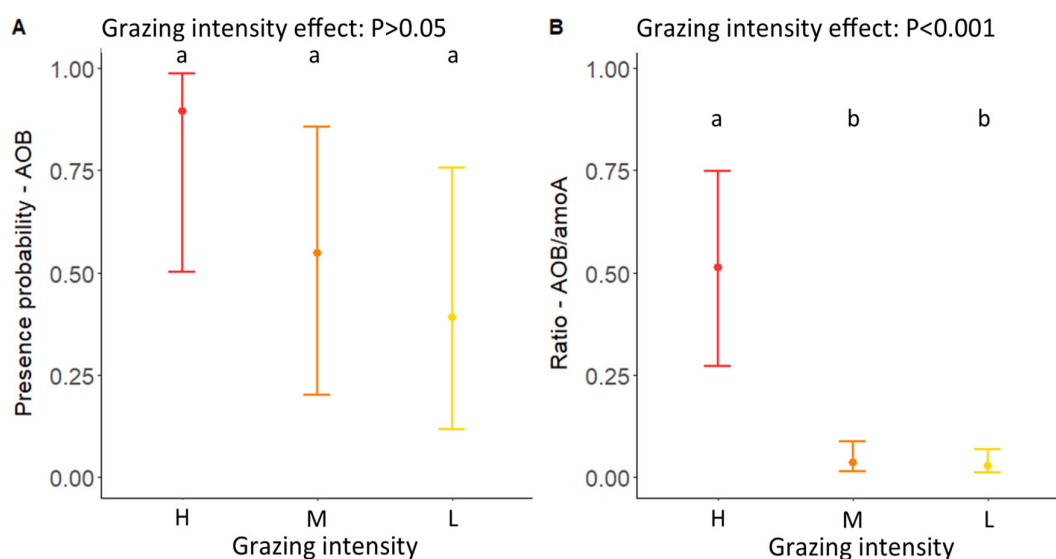 A Grazing intensity effect: P>0.05
a a a
Presence probability - AOB
1.00
0.75
0.50
0.25
0.00
H M L
Grazing intensity
B Grazing intensity effect: P<0.001
a b b
Ratio - AOB/amoA
1.00
0.75
0.50
0.25
0.00
H M L
Grazing intensity